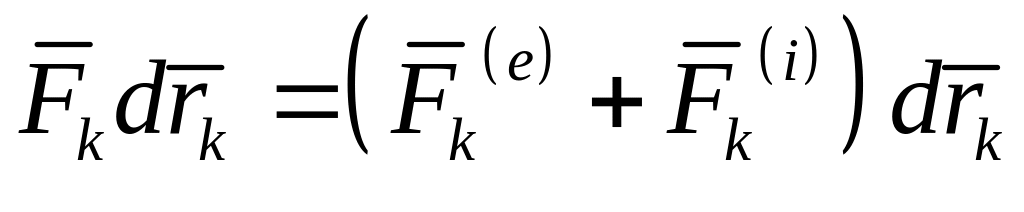 F̅ₖdr̅ₖ = (F̅ₖ⁽ᵉ⁾ + F̅ₖ⁽ⁱ⁾) dr̅ₖ